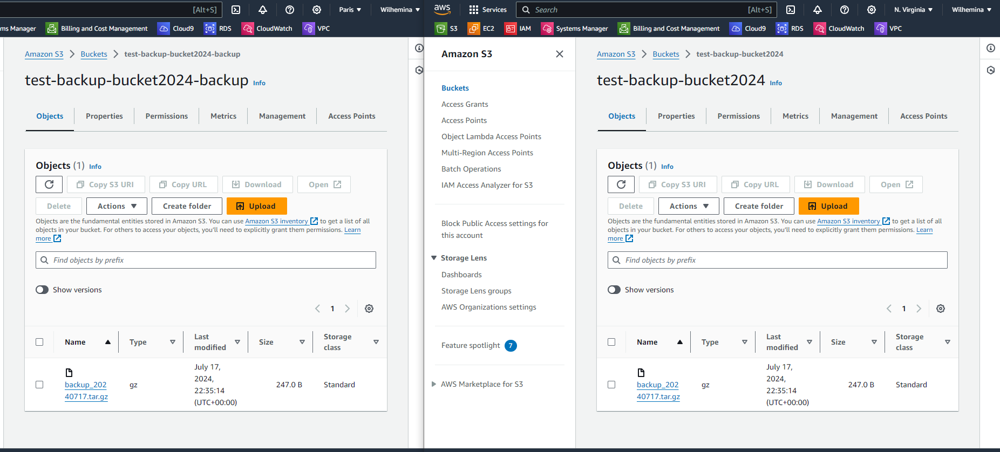 [Alt+S]
Paris ▼
Wilhemina ▼
ms Manager
Billing and Cost Management
Cloud9
RDS
CloudWatch
VPC
Amazon S3 > Buckets > test-backup-bucket2024-backup
test-backup-bucket2024-backup Info
Objects
Properties
Permissions
Metrics
Management
Access Points
Objects (1) Info
Copy S3 URI
Copy URL
Download
Open
Delete
Actions ▼
Create folder
Upload
Objects are the fundamental entities stored in Amazon S3. You can use Amazon S3 inventory to get a list of all
objects in your bucket. For others to access your objects, you'll need to explicitly grant them permissions. Learn
more
Find objects by prefix
Show versions
1
Name
Type
Last
modified
Size
Storage
class
backup_202
40717.tar.gz
gz
July 17,
2024,
22:35:14
(UTC+00:00)
247.0 B
Standard
aws
Services
Search
[Alt+S]
N. Virginia ▼
Wilhemina ▼
S3
EC2
IAM
Systems Manager
Billing and Cost Management
Cloud9
RDS
CloudWatch
VPC
Amazon S3
Buckets
Access Grants
Access Points
Object Lambda Access Points
Multi-Region Access Points
Batch Operations
IAM Access Analyzer for S3
Block Public Access settings for
this account
Storage Lens
Dashboards
Storage Lens groups
AWS Organizations settings
Feature spotlight 7
AWS Marketplace for S3
Amazon S3 > Buckets > test-backup-bucket2024
test-backup-bucket2024 Info
Objects
Properties
Permissions
Metrics
Management
Access Points
Objects (1) Info
Copy S3 URI
Copy URL
Download
Open
Delete
Actions ▼
Create folder
Upload
Objects are the fundamental entities stored in Amazon S3. You can use Amazon S3 inventory to get a list of all
objects in your bucket. For others to access your objects, you'll need to explicitly grant them permissions. Learn
more
Find objects by prefix
Show versions
1
Name
Type
Last
modified
Size
Storage
class
backup_202
40717.tar.gz
gz
July 17,
2024,
22:35:14
(UTC+00:00)
247.0 B
Standard